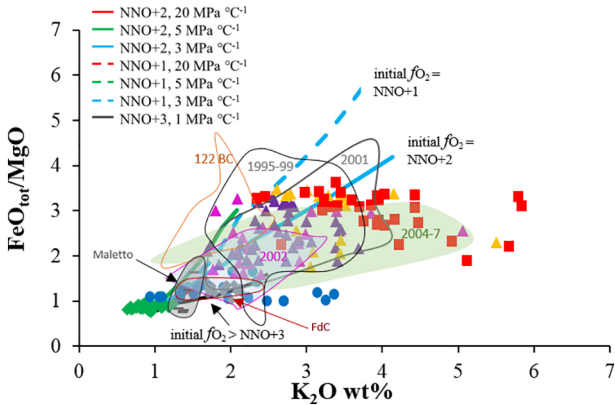 7
6
5
4
3
2
1
0
FeOtot/MgO
NNO+2, 20 MPa °C-1
NNO+2, 5 MPa °C-1
NNO+2, 3 MPa °C-1
NNO+1, 20 MPa °C-1
NNO+1, 5 MPa °C-1
NNO+1, 3 MPa °C-1
NNO+3, 1 MPa °C-1
initial fO2 =
NNO+1
initial fO2 =
NNO+2
122 BC
1995-99
2001
2004-7
2002
Maletto
FdC
initial fO2 > NNO+3
0 1 2 3 4 5 6 7
K2O wt%